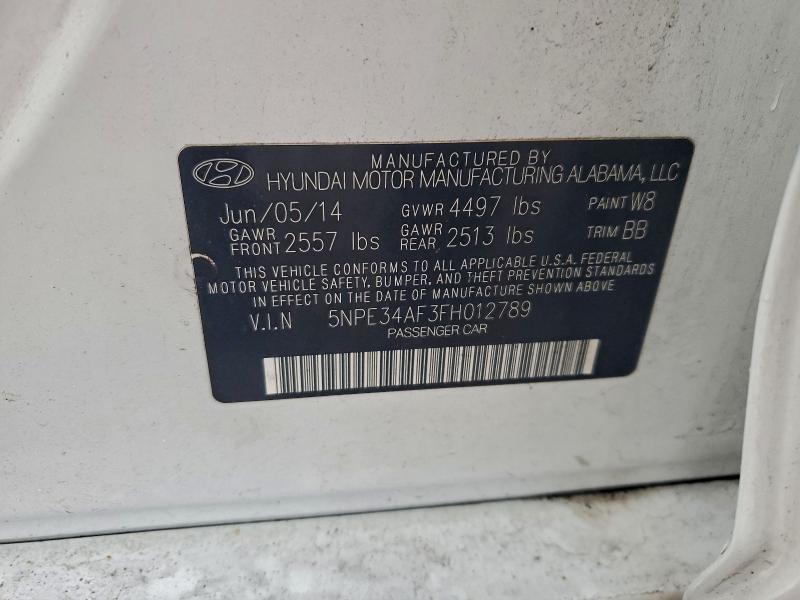 MANUFACTURED BY
HYUNDAI MOTOR MANUFACTURING ALABAMA, LLC
Jun/05/14 GVWR 4497 lbs PAINT W8
GAWR FRONT 2557 lbs GAWR REAR 2513 lbs TRIM BB
THIS VEHICLE CONFORMS TO ALL APPLICABLE U.S.A. FEDERAL
MOTOR VEHICLE SAFETY, BUMPER, AND THEFT PREVENTION STANDARDS
IN EFFECT ON THE DATE OF MANUFACTURE SHOWN ABOVE
V.I.N 5NPE34AF3FH012789
PASSENGER CAR